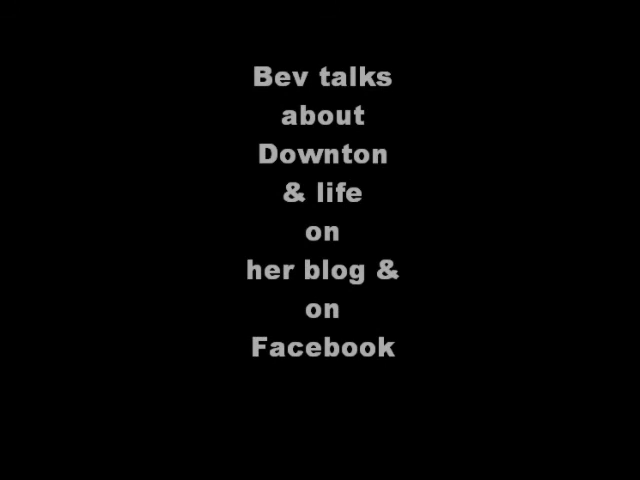 Bev talks
about
Downton
& life
on
her blog &
on
Facebook